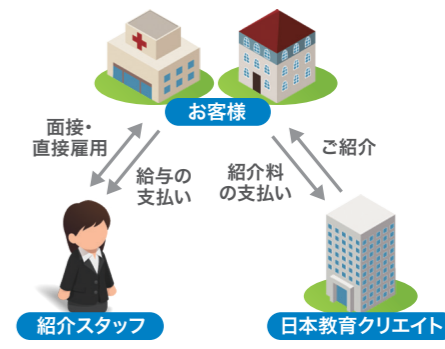 お客様
面接・
直接雇用
給与の
支払い
紹介料
の支払い
ご紹介
紹介スタッフ
日本教育クリエイト